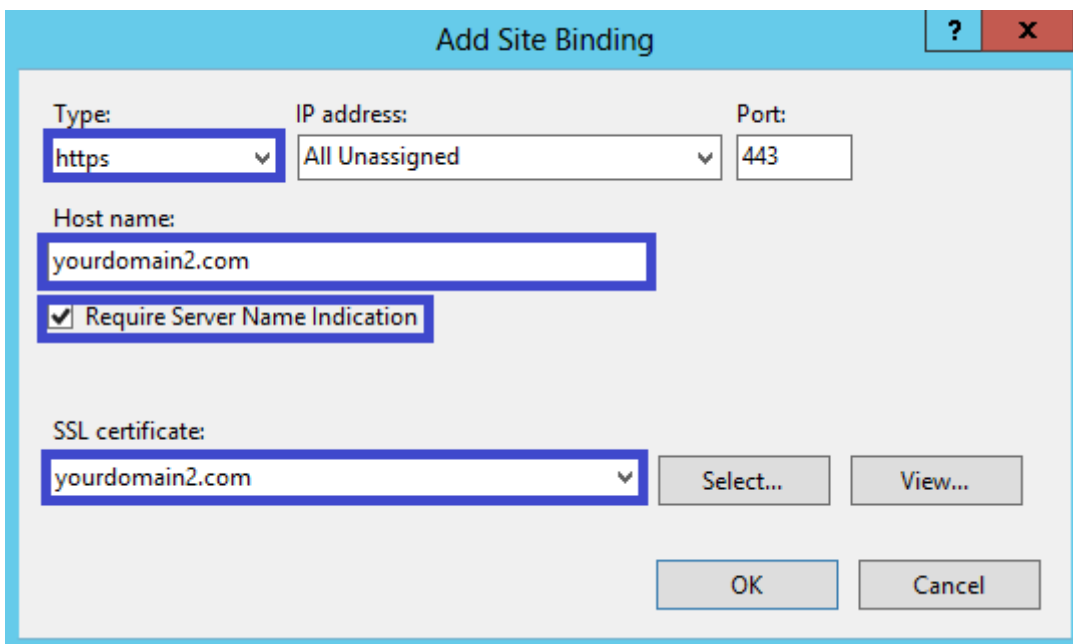 Add Site Binding
? x
Type: IP address: Port:
https All Unassigned 443
Host name:
yourdomain2.com
Require Server Name Indication
SSL certificate:
yourdomain2.com Select... View...
OK Cancel